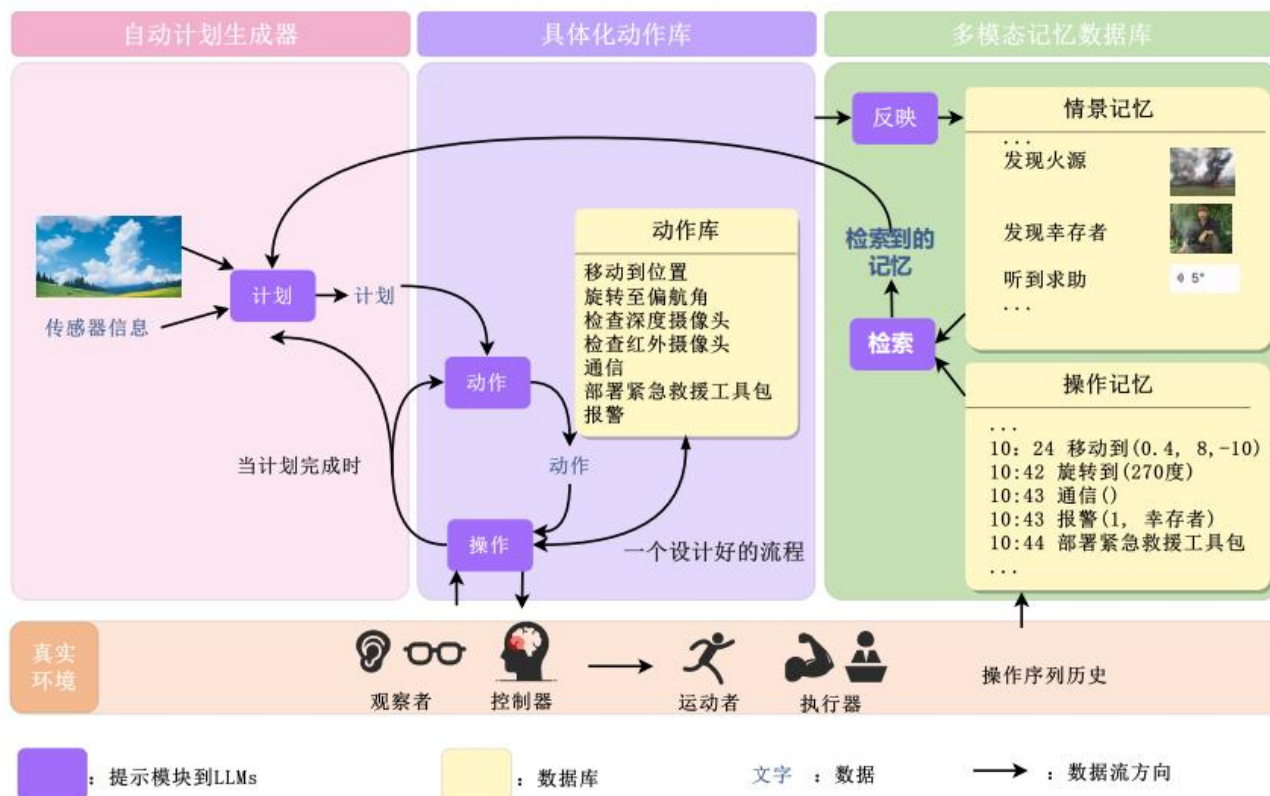 自动计划生成器
具体化动作库
多模态记忆数据库
传感器信息
计划
计划
当计划完成时
动作
动作
操作
动作库
移动到位置
旋转至偏航角
检查深度摄像头
检查红外摄像头
通信
部署紧急救援工具包
报警
一个设计好的流程
反映
检索到的
记忆
检索
情景记忆
...
发现火源
发现幸存者
听到求助
5°
...
操作记忆
...
10：24 移动到(0.4, 8,-10)
10:42 旋转到(270度)
10:43 通信()
10:43 报警(1, 幸存者)
10:44 部署紧急救援工具包
...
真实
环境
观察者
控制器
运动者
执行器
操作序列历史
：提示模块到LLMs
：数据库
文字 ：数据
：数据流方向